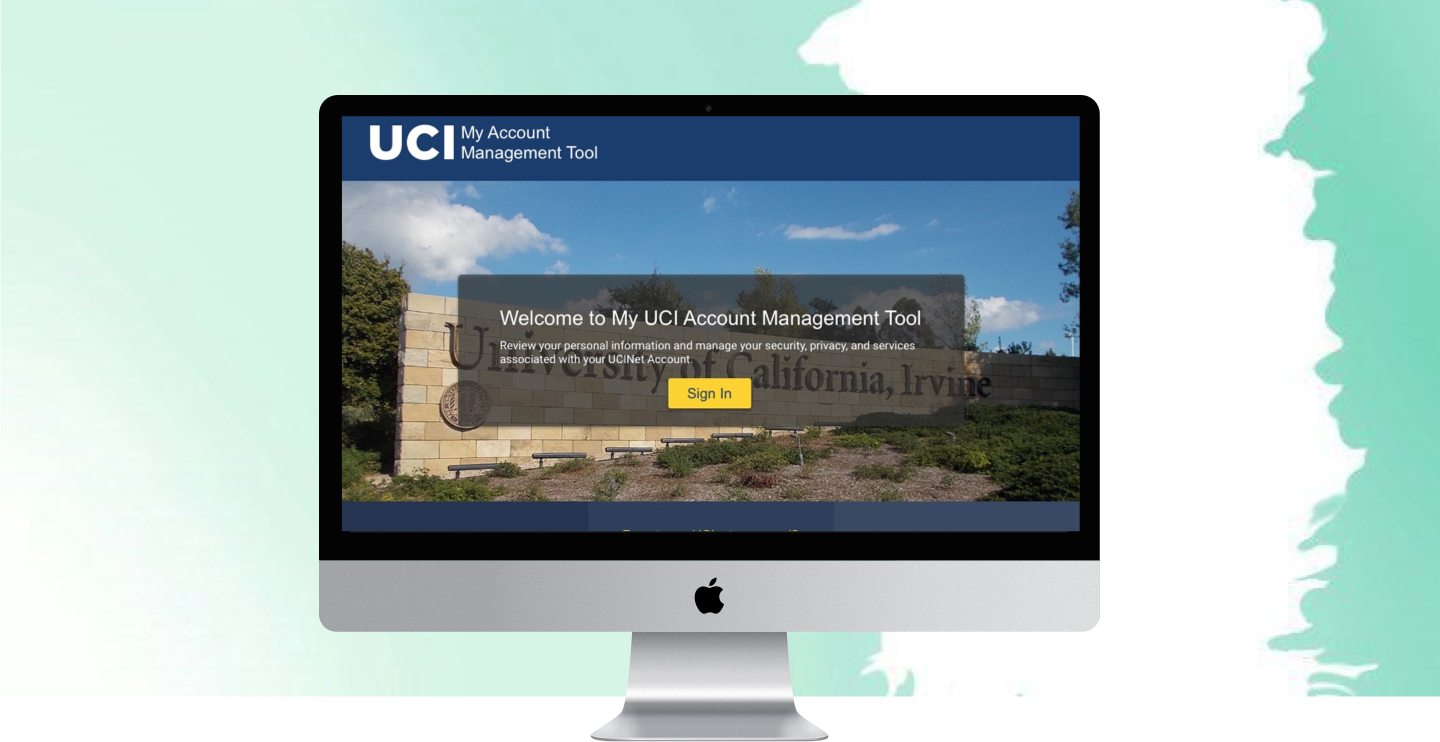 UCI My Account
Management Tool
Welcome to My UCI Account Management Tool
Review your personal information and manage your security, privacy, and services
associated with your UCINet Account.
Sign In
University of California, Irvine